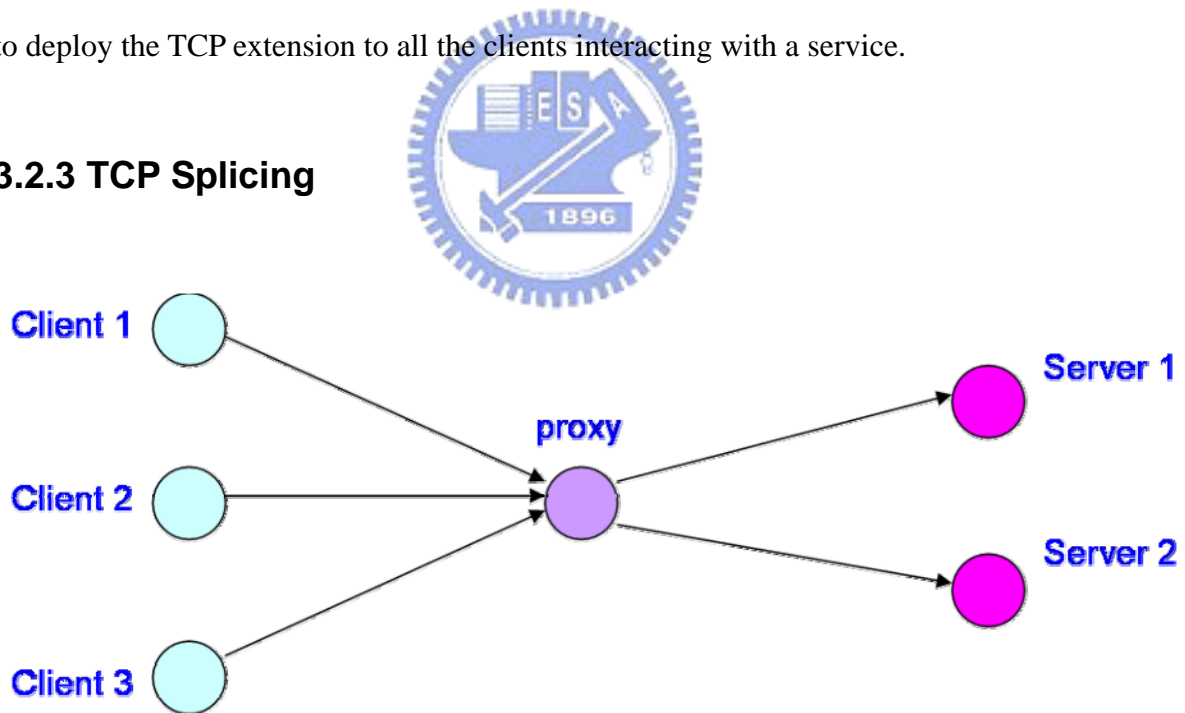 to deploy the TCP extension to all the clients interacting with a service.
E S A
1896
3.2.3 TCP Splicing
Client 1
Server 1
proxy
Client 2
Server 2
Client 3